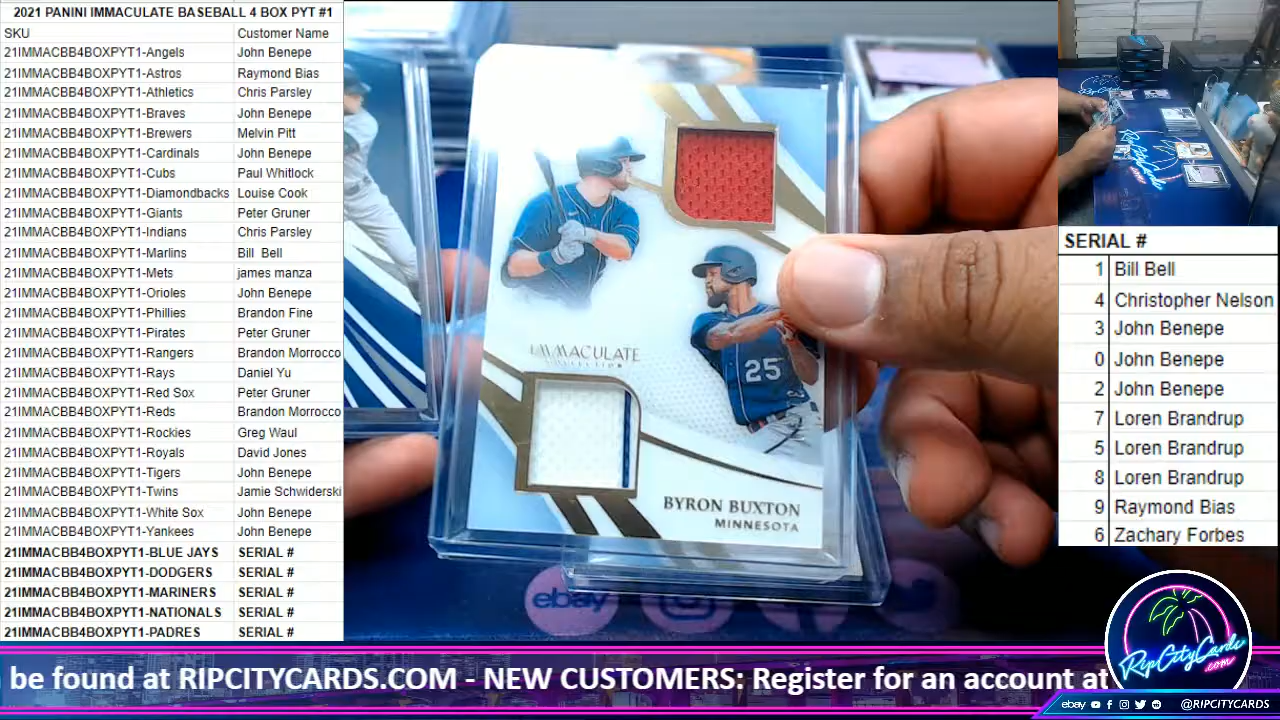 2021 PANINI IMMACULATE BASEBALL 4 BOX PYT #1
SKU Customer Name
21IMMACBB4BOXPYT1-Angels John Benepe
21IMMACBB4BOXPYT1-Astros Raymond Bias
21IMMACBB4BOXPYT1-Athletics Chris Parsley
21IMMACBB4BOXPYT1-Braves John Benepe
21IMMACBB4BOXPYT1-Brewers Melvin Pitt
21IMMACBB4BOXPYT1-Cardinals John Benepe
21IMMACBB4BOXPYT1-Cubs Paul Whitlock
21IMMACBB4BOXPYT1-Diamondbacks Louise Cook
21IMMACBB4BOXPYT1-Giants Peter Gruner
21IMMACBB4BOXPYT1-Indians Chris Parsley
21IMMACBB4BOXPYT1-Marlins Bill Bell
21IMMACBB4BOXPYT1-Mets james manza
21IMMACBB4BOXPYT1-Orioles John Benepe
21IMMACBB4BOXPYT1-Phillies Brandon Fine
21IMMACBB4BOXPYT1-Pirates Peter Gruner
21IMMACBB4BOXPYT1-Rangers Brandon Morrocco
21IMMACBB4BOXPYT1-Rays Daniel Yu
21IMMACBB4BOXPYT1-Red Sox Peter Gruner
21IMMACBB4BOXPYT1-Reds Brandon Morrocco
21IMMACBB4BOXPYT1-Rockies Greg Waul
21IMMACBB4BOXPYT1-Royals David Jones
21IMMACBB4BOXPYT1-Tigers John Benepe
21IMMACBB4BOXPYT1-Twins Jamie Schwiderski
21IMMACBB4BOXPYT1-White Sox John Benepe
21IMMACBB4BOXPYT1-Yankees John Benepe
21IMMACBB4BOXPYT1-BLUE JAYS SERIAL #
21IMMACBB4BOXPYT1-DODGERS SERIAL #
21IMMACBB4BOXPYT1-MARINERS SERIAL #
21IMMACBB4BOXPYT1-NATIONALS SERIAL #
21IMMACBB4BOXPYT1-PADRES SERIAL #
IMMACULATE
COLLECTION
25
BYRON BUXTON
MINNESOTA
ebay
RipCityCards
SERIAL #
1 Bill Bell
4 Christopher Nelson
3 John Benepe
0 John Benepe
2 John Benepe
7 Loren Brandrup
5 Loren Brandrup
8 Loren Brandrup
9 Raymond Bias
6 Zachary Forbes
RipCityCards
.com
be found at RIPCITYCARDS.COM - NEW CUSTOMERS: Register for an account at
ebay @RIPCITYCARDS